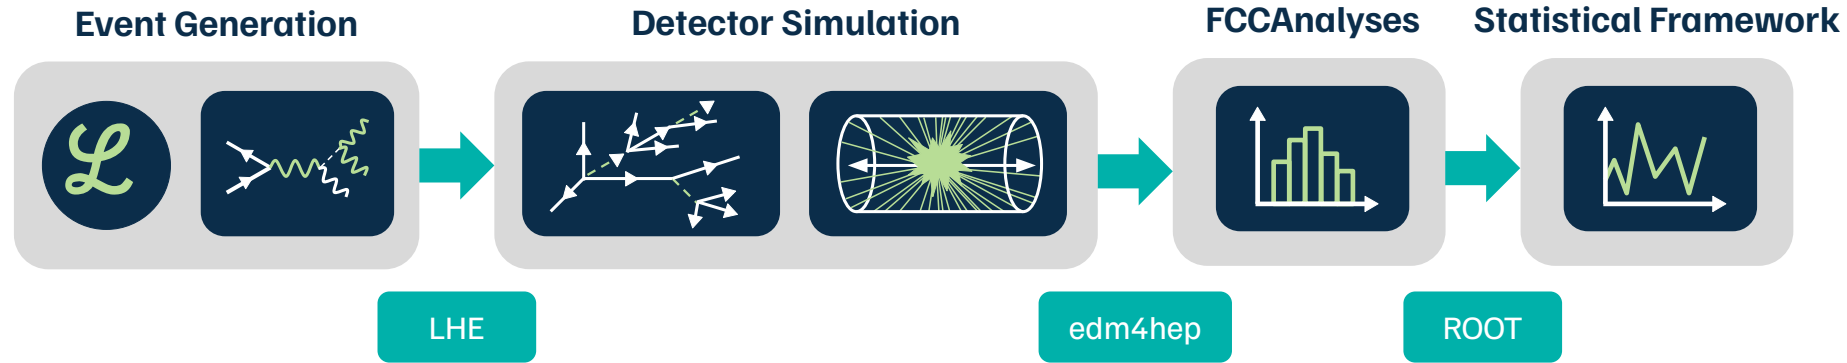 Event Generation
Detector Simulation
FCCAnalyses
Statistical Framework
ℒ
LHE
edm4hep
ROOT